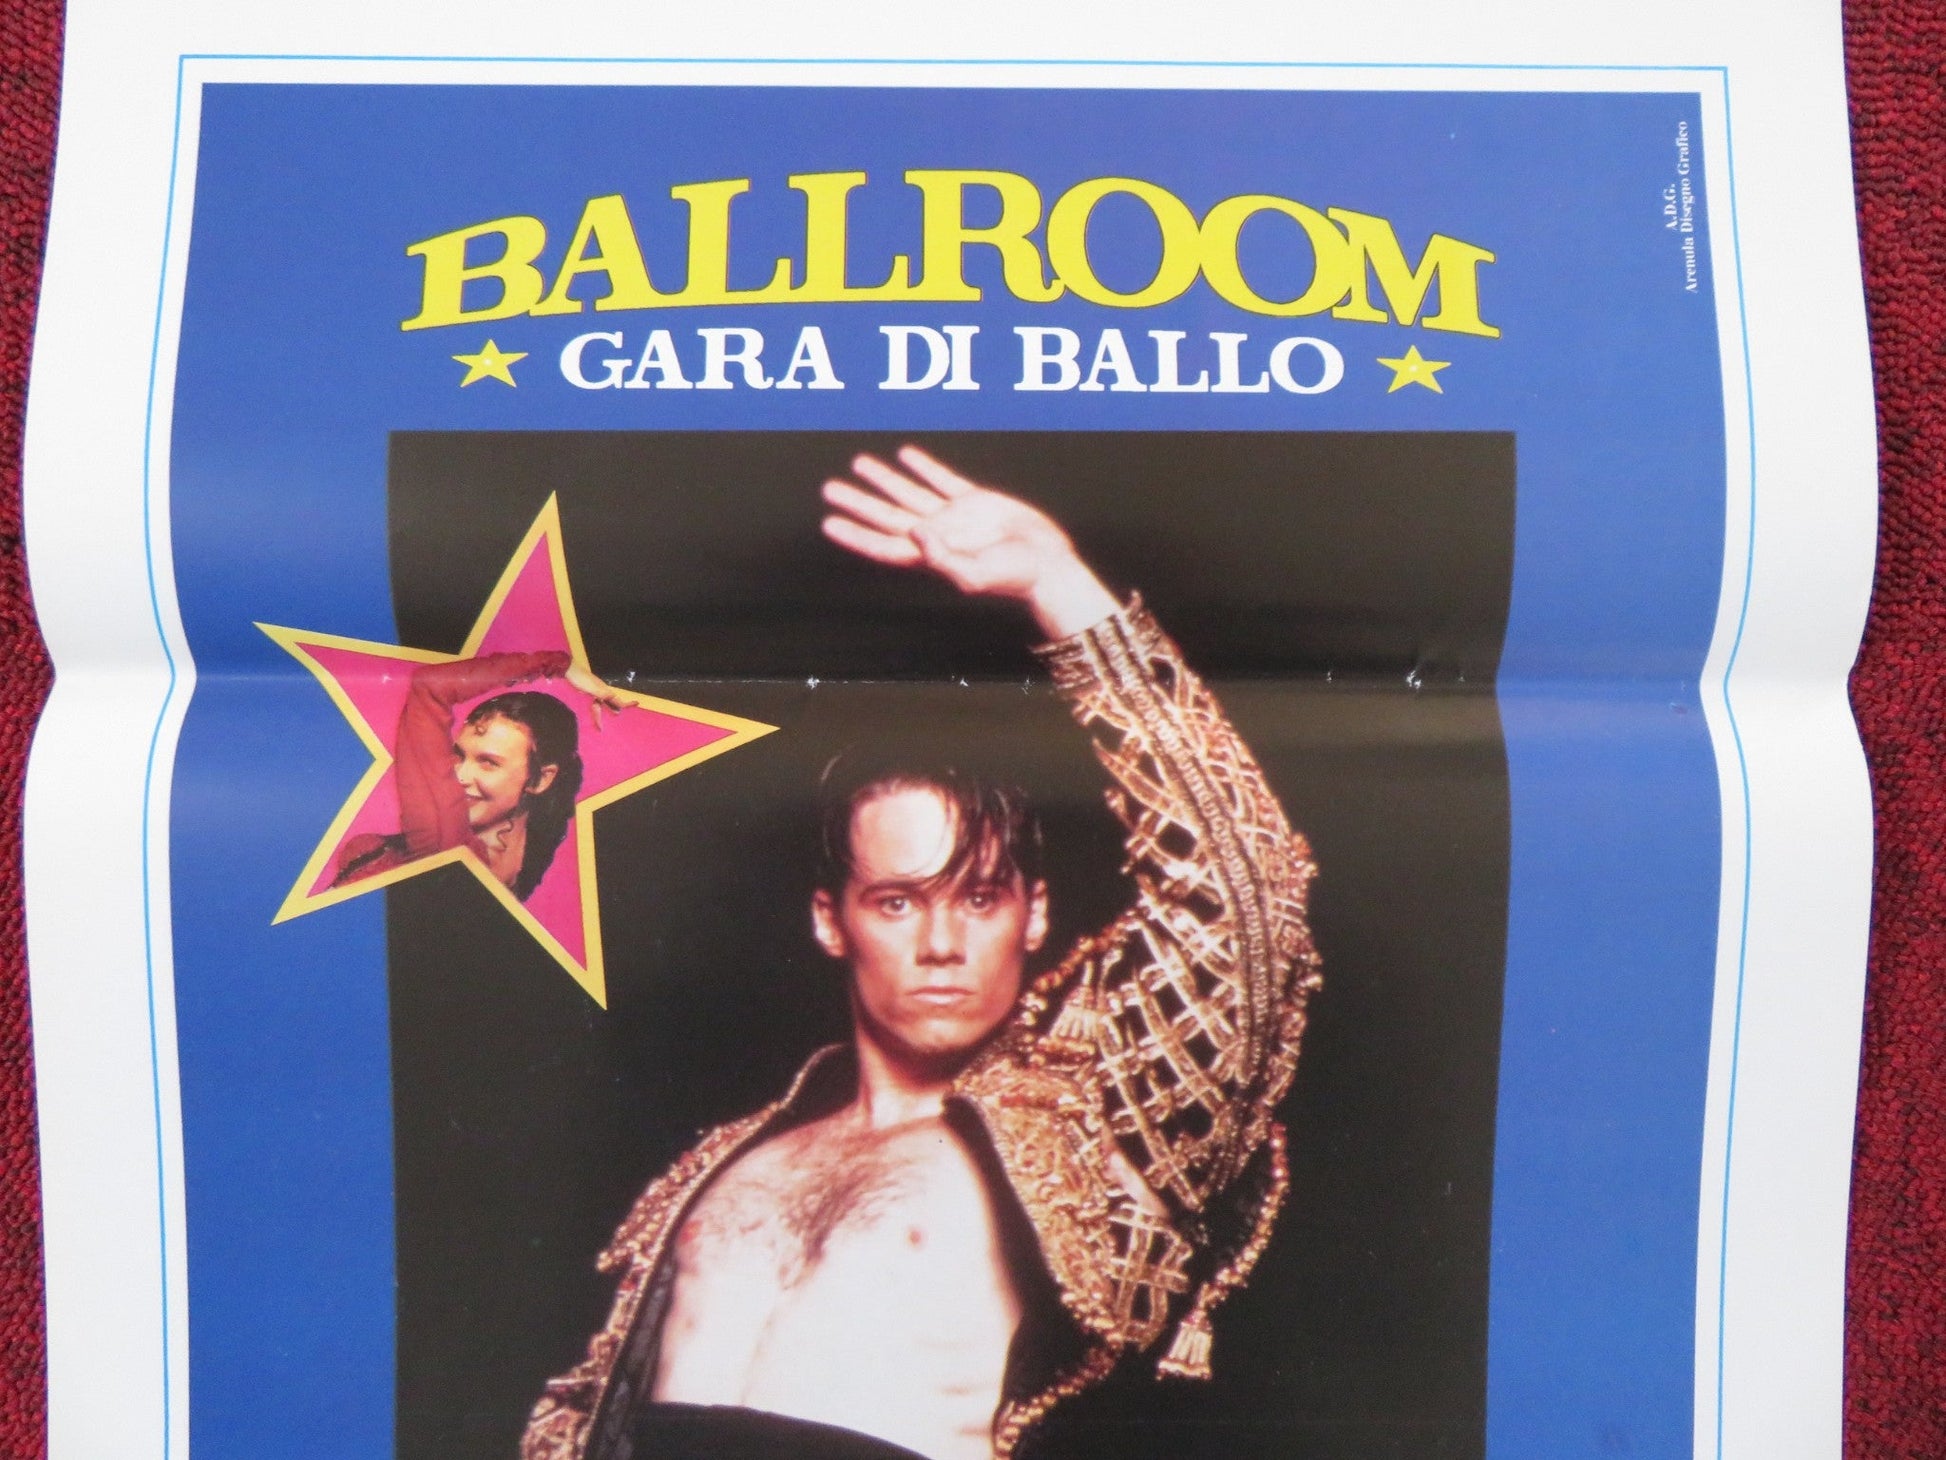 BALLROOM
GARA DI BALLO
A.D.G.
Arenula Disegno Grafico